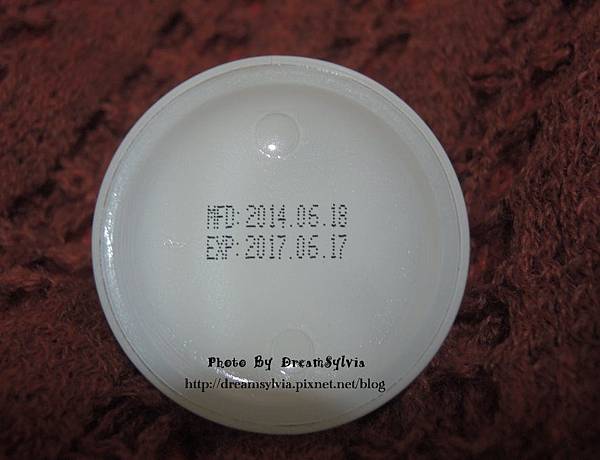 MFD: 2014.06.18
EXP: 2017.06.17
Photo By DreamSylvia
http://dreamsylvia.pixnet.net/blog